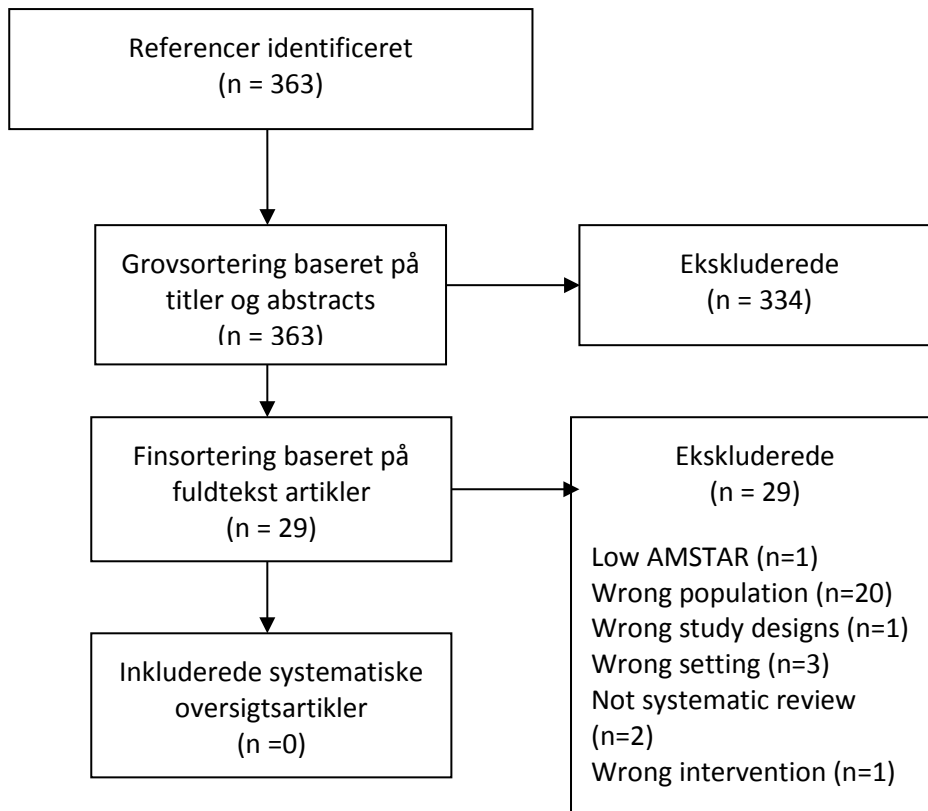 Referencer identificeret
(n = 363)
Grovsortering baseret på
titler og abstracts
(n = 363)
Ekskluderede
(n = 334)
Finsortering baseret på
fuldtekst artikler
(n = 29)
Ekskluderede
(n = 29)
Low AMSTAR (n=1)
Wrong population (n=20)
Wrong study designs (n=1)
Wrong setting (n=3)
Not systematic review
(n=2)
Wrong intervention (n=1)
Inkluderede systematiske
oversigtsartikler
(n =0)